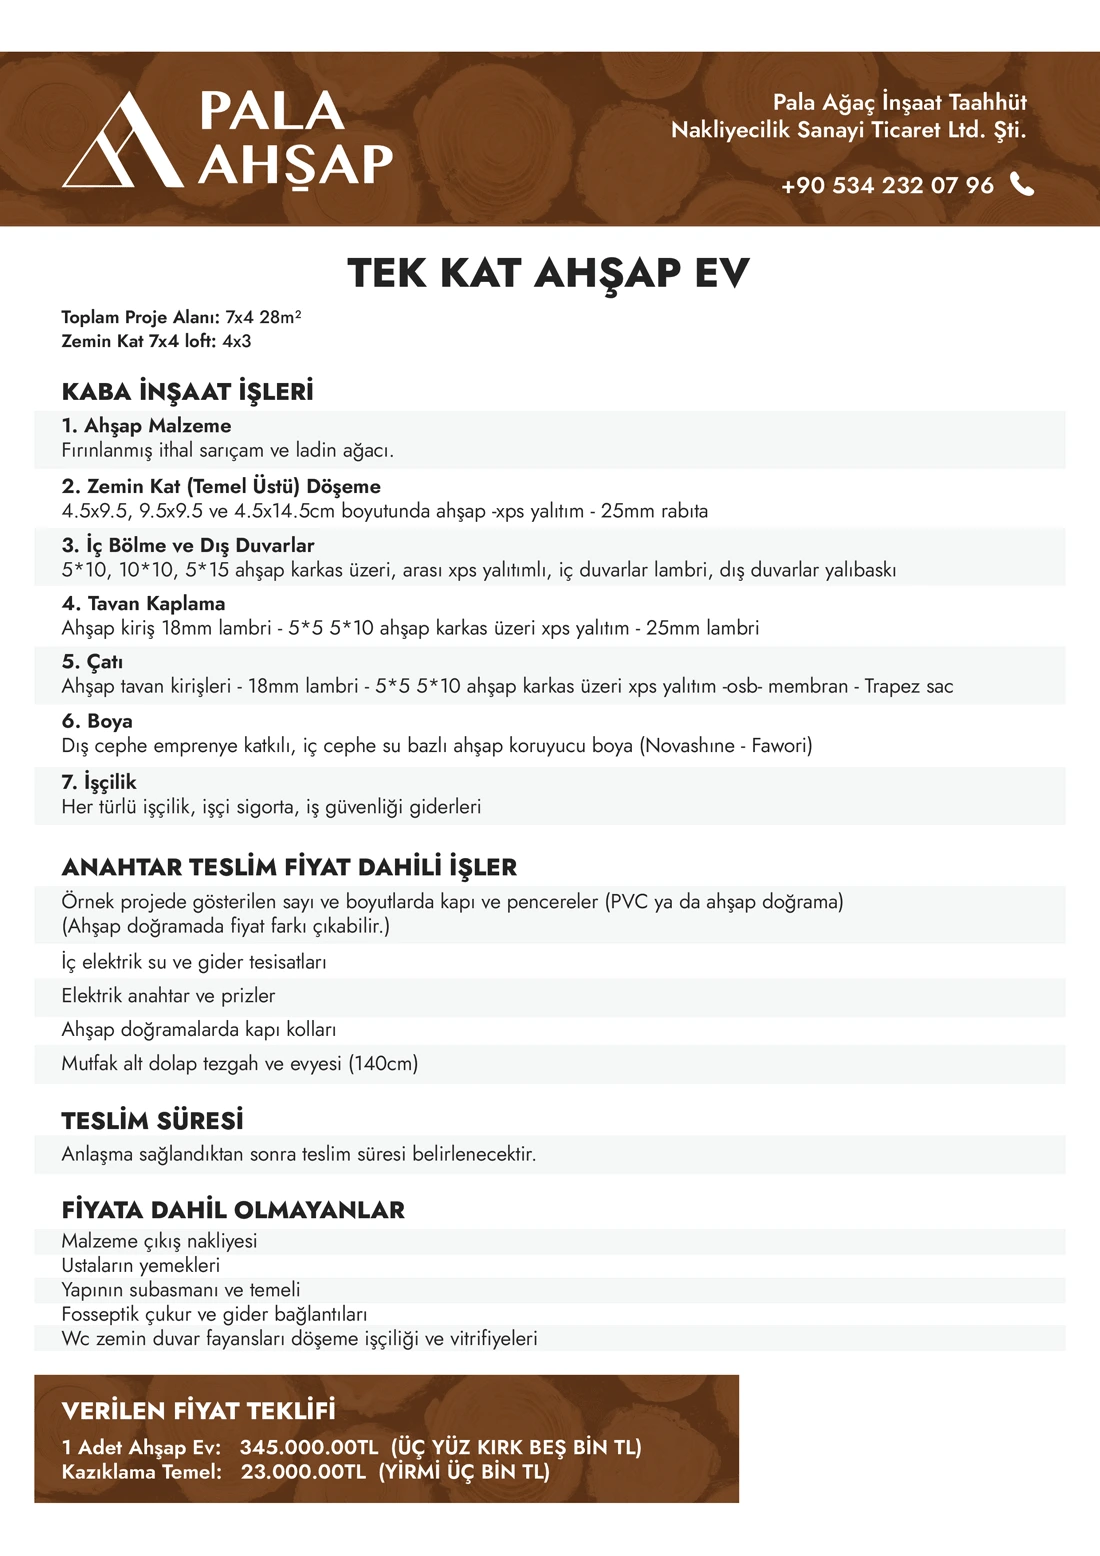 PALA
AHŞAP
Pala Ağaç İnşaat Taahhüt
Nakliyecilik Sanayi Ticaret Ltd. Şti.
+90 534 232 07 96
TEK KAT AHŞAP EV
Toplam Proje Alanı: 7x4 28m²
Zemin Kat 7x4 loft: 4x3
KABA İNŞAAT İŞLERİ
1. Ahşap Malzeme
Fırınlanmış ithal sarıçam ve ladin ağacı.
2. Zemin Kat (Temel Üstü) Döşeme
4.5x9.5, 9.5x9.5 ve 4.5x14.5cm boyutunda ahşap -xps yalıtım - 25mm rabıta
3. İç Bölme ve Dış Duvarlar
5*10, 10*10, 5*15 ahşap karkas üzeri, arası xps yalıtımlı, iç duvarlar lambri, dış duvarlar yalıbaskı
4. Tavan Kaplama
Ahşap kiriş 18mm lambri - 5*5 5*10 ahşap karkas üzeri xps yalıtım - 25mm lambri
5. Çatı
Ahşap tavan kirişleri - 18mm lambri - 5*5 5*10 ahşap karkas üzeri xps yalıtım -osb- membran - Trapez sac
6. Boya
Dış cephe emprenye katkılı, iç cephe su bazlı ahşap koruyucu boya (Novashıne - Fawori)
7. İşçilik
Her türlü işçilik, işçi sigorta, iş güvenliği giderleri
ANAHTAR TESLİM FİYAT DAHİLİ İŞLER
Örnek projede gösterilen sayı ve boyutlarda kapı ve pencereler (PVC ya da ahşap doğrama)
(Ahşap doğramada fiyat farkı çıkabilir.)
İç elektrik su ve gider tesisatları
Elektrik anahtar ve prizler
Ahşap doğramalarda kapı kolları
Mutfak alt dolap tezgah ve evyesi (140cm)
TESLİM SÜRESİ
Anlaşma sağlandıktan sonra teslim süresi belirlenecektir.
FİYATA DAHİL OLMAYANLAR
Malzeme çıkış nakliyesi
Ustaların yemekleri
Yapının subasmanı ve temeli
Fosseptik çukur ve gider bağlantıları
Wc zemin duvar fayansları döşeme işçiliği ve vitrifiyeleri
VERİLEN FİYAT TEKLİFİ
1 Adet Ahşap Ev: 345.000.00TL (ÜÇ YÜZ KIRK BEŞ BİN TL)
Kazıklama Temel: 23.000.00TL (YİRMİ ÜÇ BİN TL)